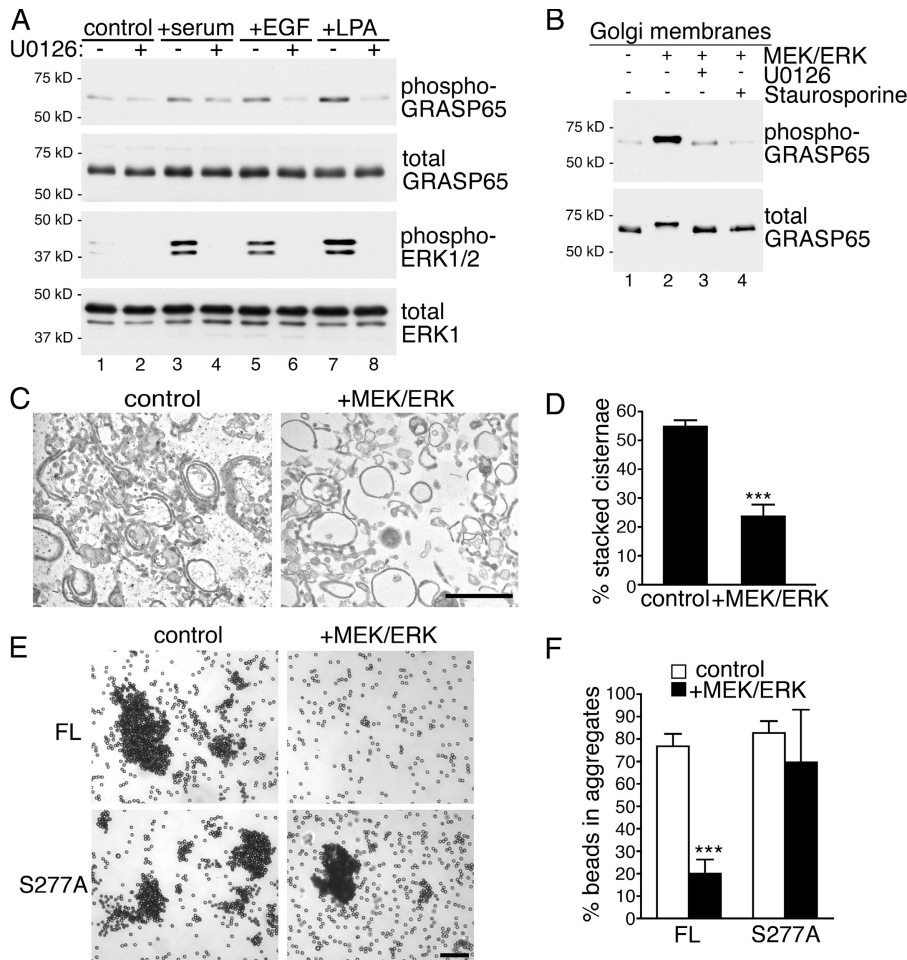 A
control +serum +EGF +LPA
U0126: - + - + - + - +
75 kD -
phospho-
GRASP65
50 kD -
75 kD -
total
GRASP65
50 kD -
50 kD -
phospho-
ERK1/2
37 kD -
50 kD -
total
ERK1
37 kD -
1 2 3 4 5 6 7 8
B
Golgi membranes
- + + + MEK/ERK
- - + - U0126
- - - + Staurosporine
75 kD -
phospho-
GRASP65
50 kD -
75 kD -
total
GRASP65
50 kD -
1 2 3 4
C
control +MEK/ERK
D
% stacked cisternae
60
50
40
30
20
10
0
***
control +MEK/ERK
E
control +MEK/ERK
FL
S277A
F
control
+MEK/ERK
% beads in aggregates
100
90
80
70
60
50
40
30
20
10
0
***
FL S277A